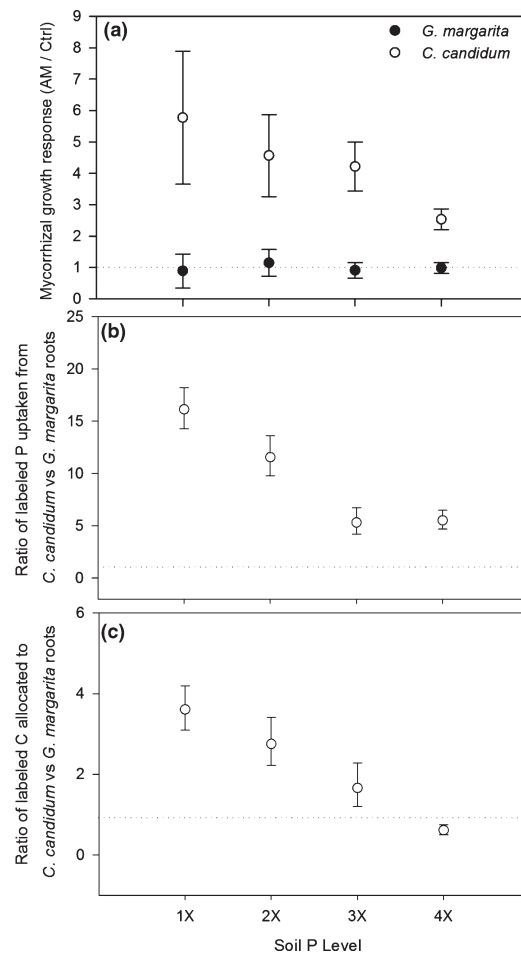 (a)
G. margarita
C. candidum
Mycorrhizal growth response (AM / Ctrl)
9
8
7
6
5
4
3
2
1
0
(b)
Ratio of labeled P uptaken from
C. candidum vs G. margarita roots
25
20
15
10
5
0
(c)
Ratio of labeled C allocated to
C. candidum vs G. margarita roots
6
4
2
0
1X 2X 3X 4X
Soil P Level